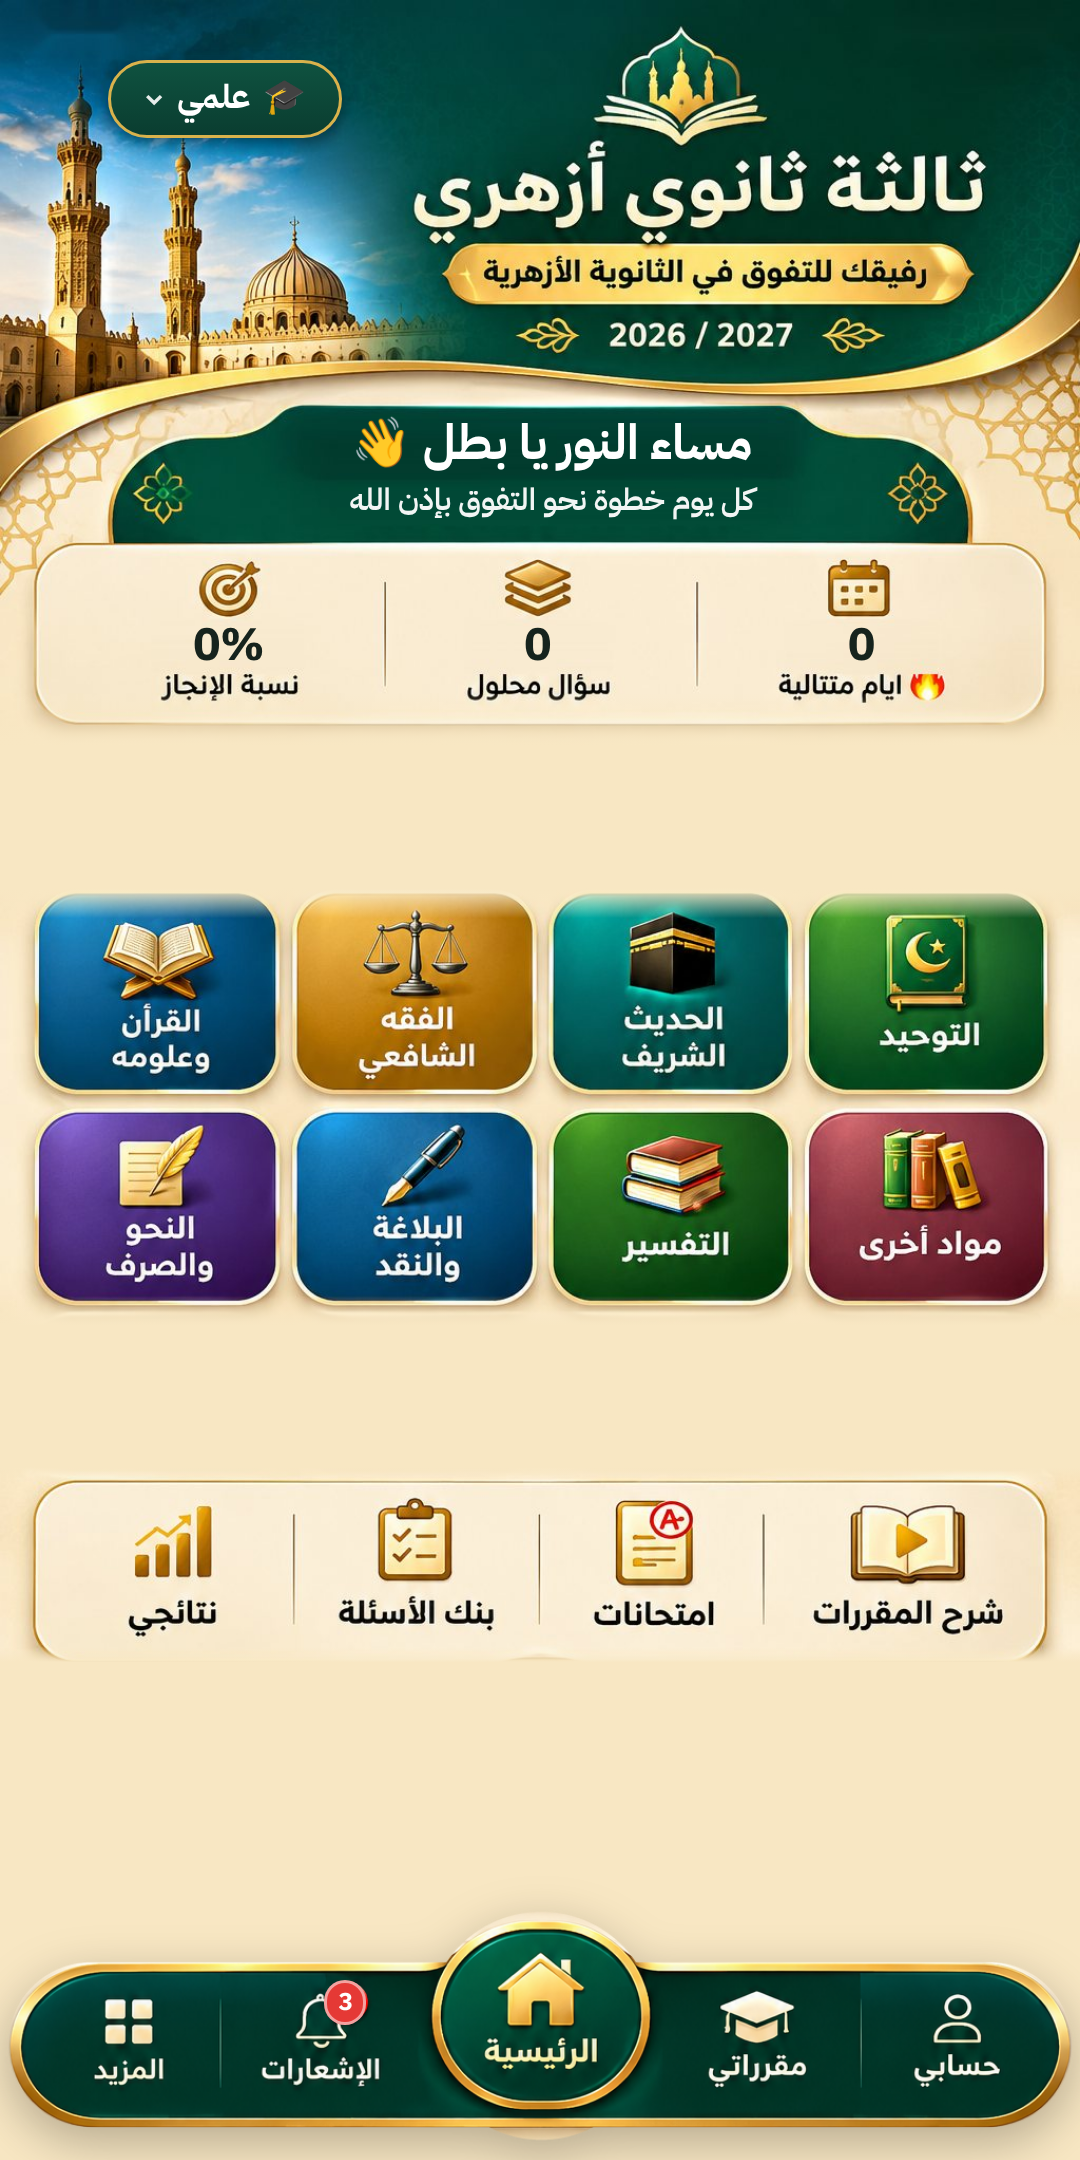 🎓 علمي
ثالثة ثانوي أزهري
رفيقك للتفوق في الثانوية الأزهرية
2026 / 2027
مساء النور يا بطل 👋
كل يوم خطوة نحو التفوق بإذن الله
0
🔥 ايام متتالية
0
سؤال محلول
0%
نسبة الإنجاز
التوحيد
الحديث
الشريف
الفقه
الشافعي
القرأن
وعلومه
مواد أخرى
التفسير
البلاغة
والنقد
النحو
والصرف
A+
شرح المقررات
امتحانات
بنك الأسئلة
نتائجي
حسابي
مقرراتي
الرئيسية
3
الإشعارات
المزيد